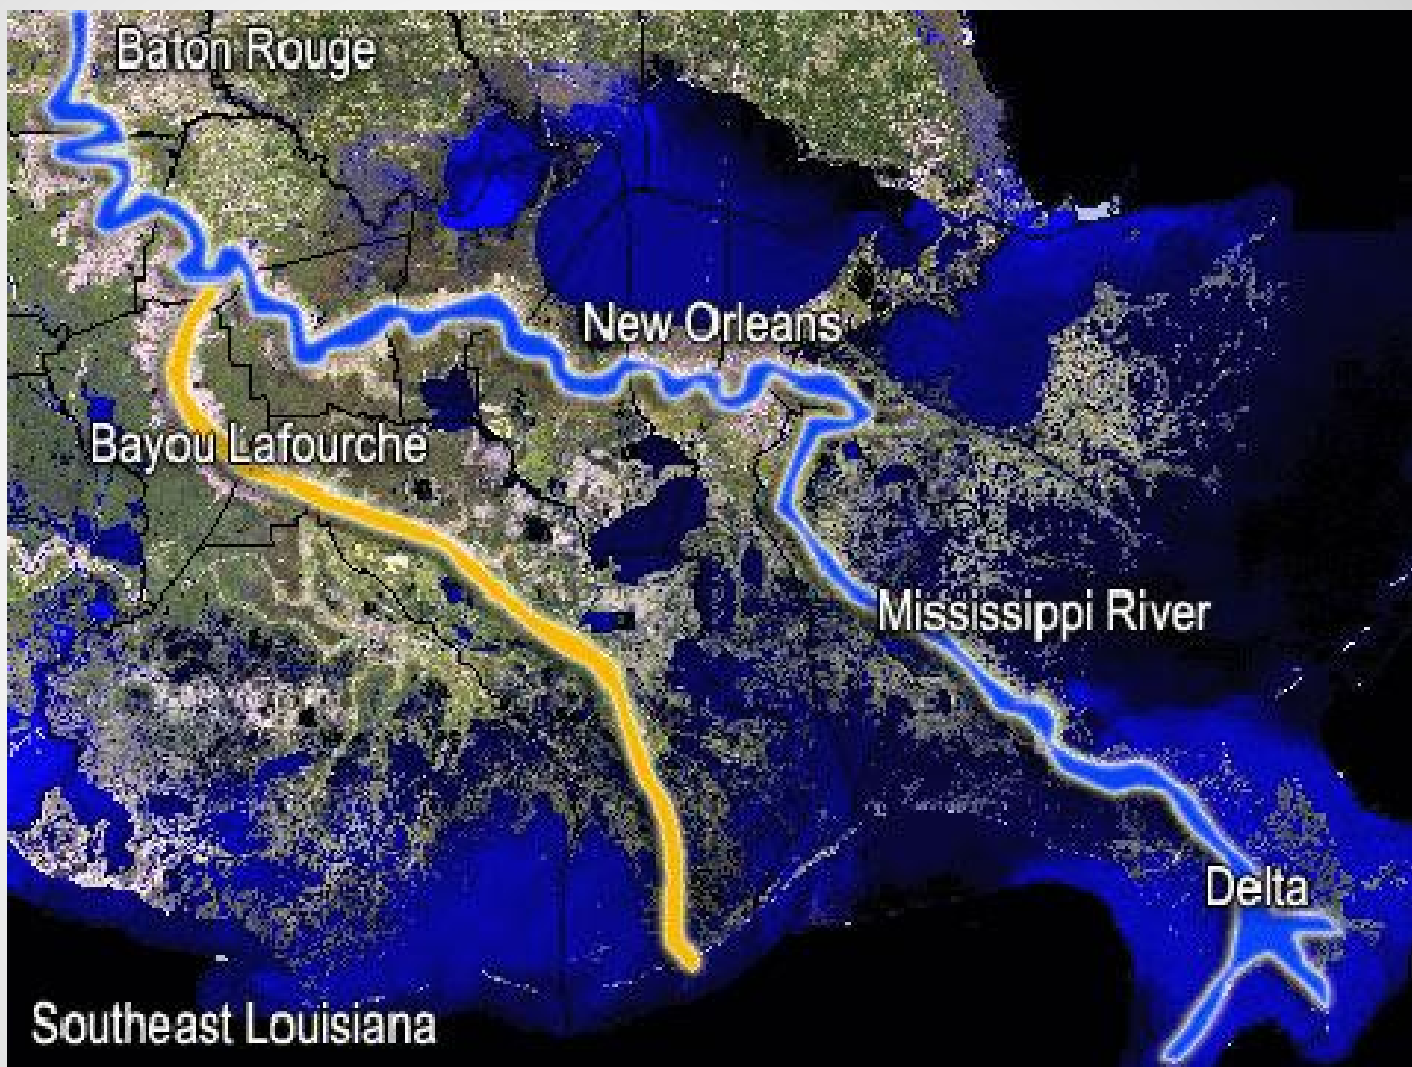 Baton Rouge
New Orleans
Bayou Lafourche
Mississippi River
Delta
Southeast Louisiana